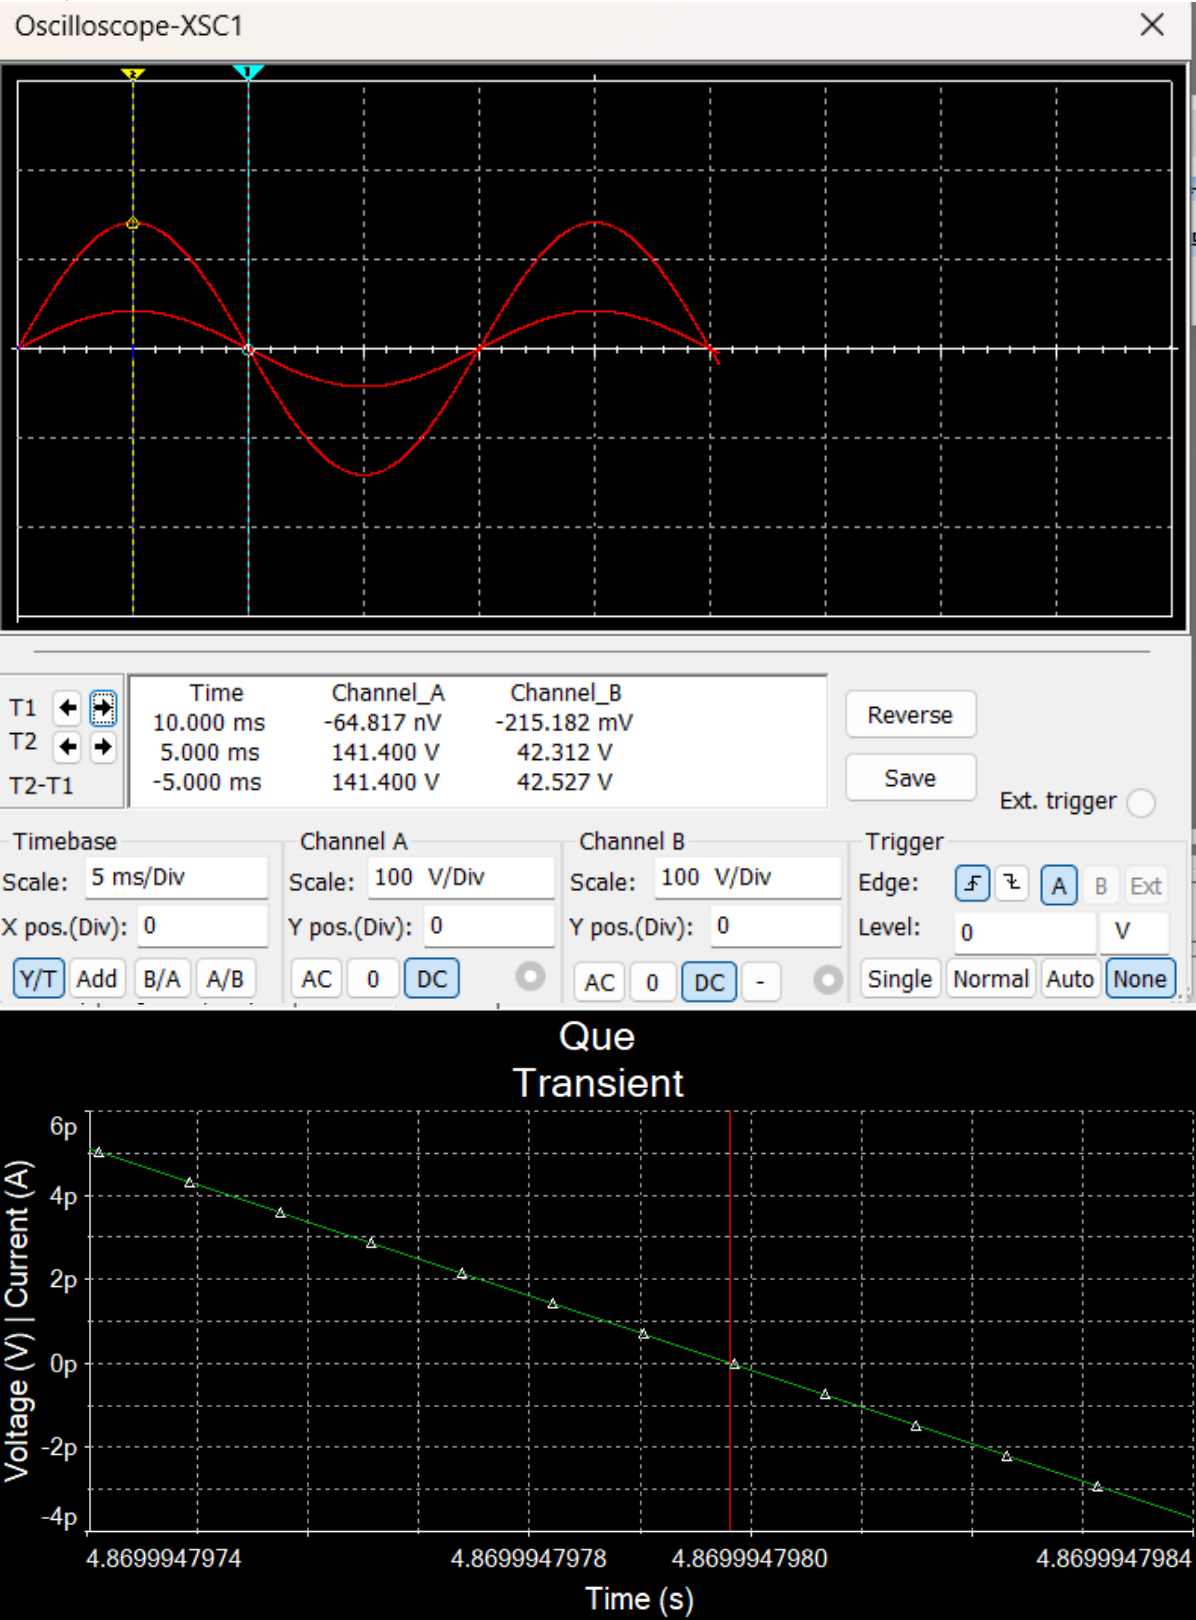 Oscilloscope-XSC1
2 1
Time Channel_A Channel_B
T1 10.000 ms -64.817 nV -215.182 mV
T2 5.000 ms 141.400 V 42.312 V
T2-T1 -5.000 ms 141.400 V 42.527 V
Reverse
Save
Ext. trigger
Timebase Channel A Channel B Trigger
Scale: 5 ms/Div Scale: 100 V/Div Scale: 100 V/Div Edge: A B Ext
X pos.(Div): 0 Y pos.(Div): 0 Y pos.(Div): 0 Level: 0 V
Y/T Add B/A A/B AC 0 DC AC 0 DC - Single Normal Auto None
Que
Transient
Voltage (V) | Current (A)
6p
4p
2p
0p
-2p
-4p
4.8699947974 4.8699947978 4.8699947980 4.8699947984
Time (s)